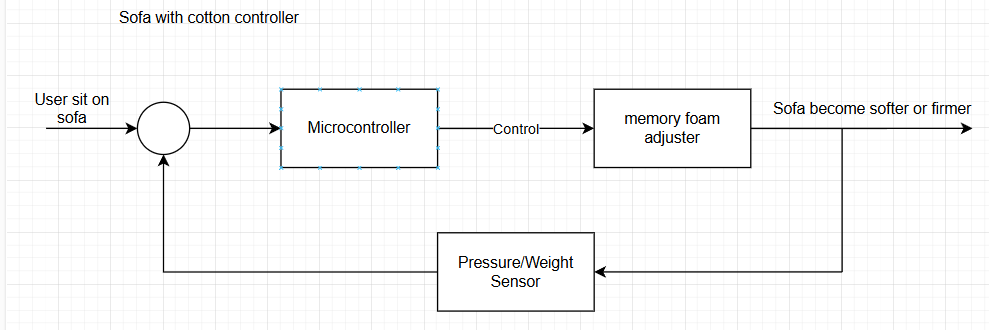 Sofa with cotton controller
User sit on
sofa
Microcontroller
Control
memory foam
adjuster
Sofa become softer or firmer
Pressure/Weight
Sensor